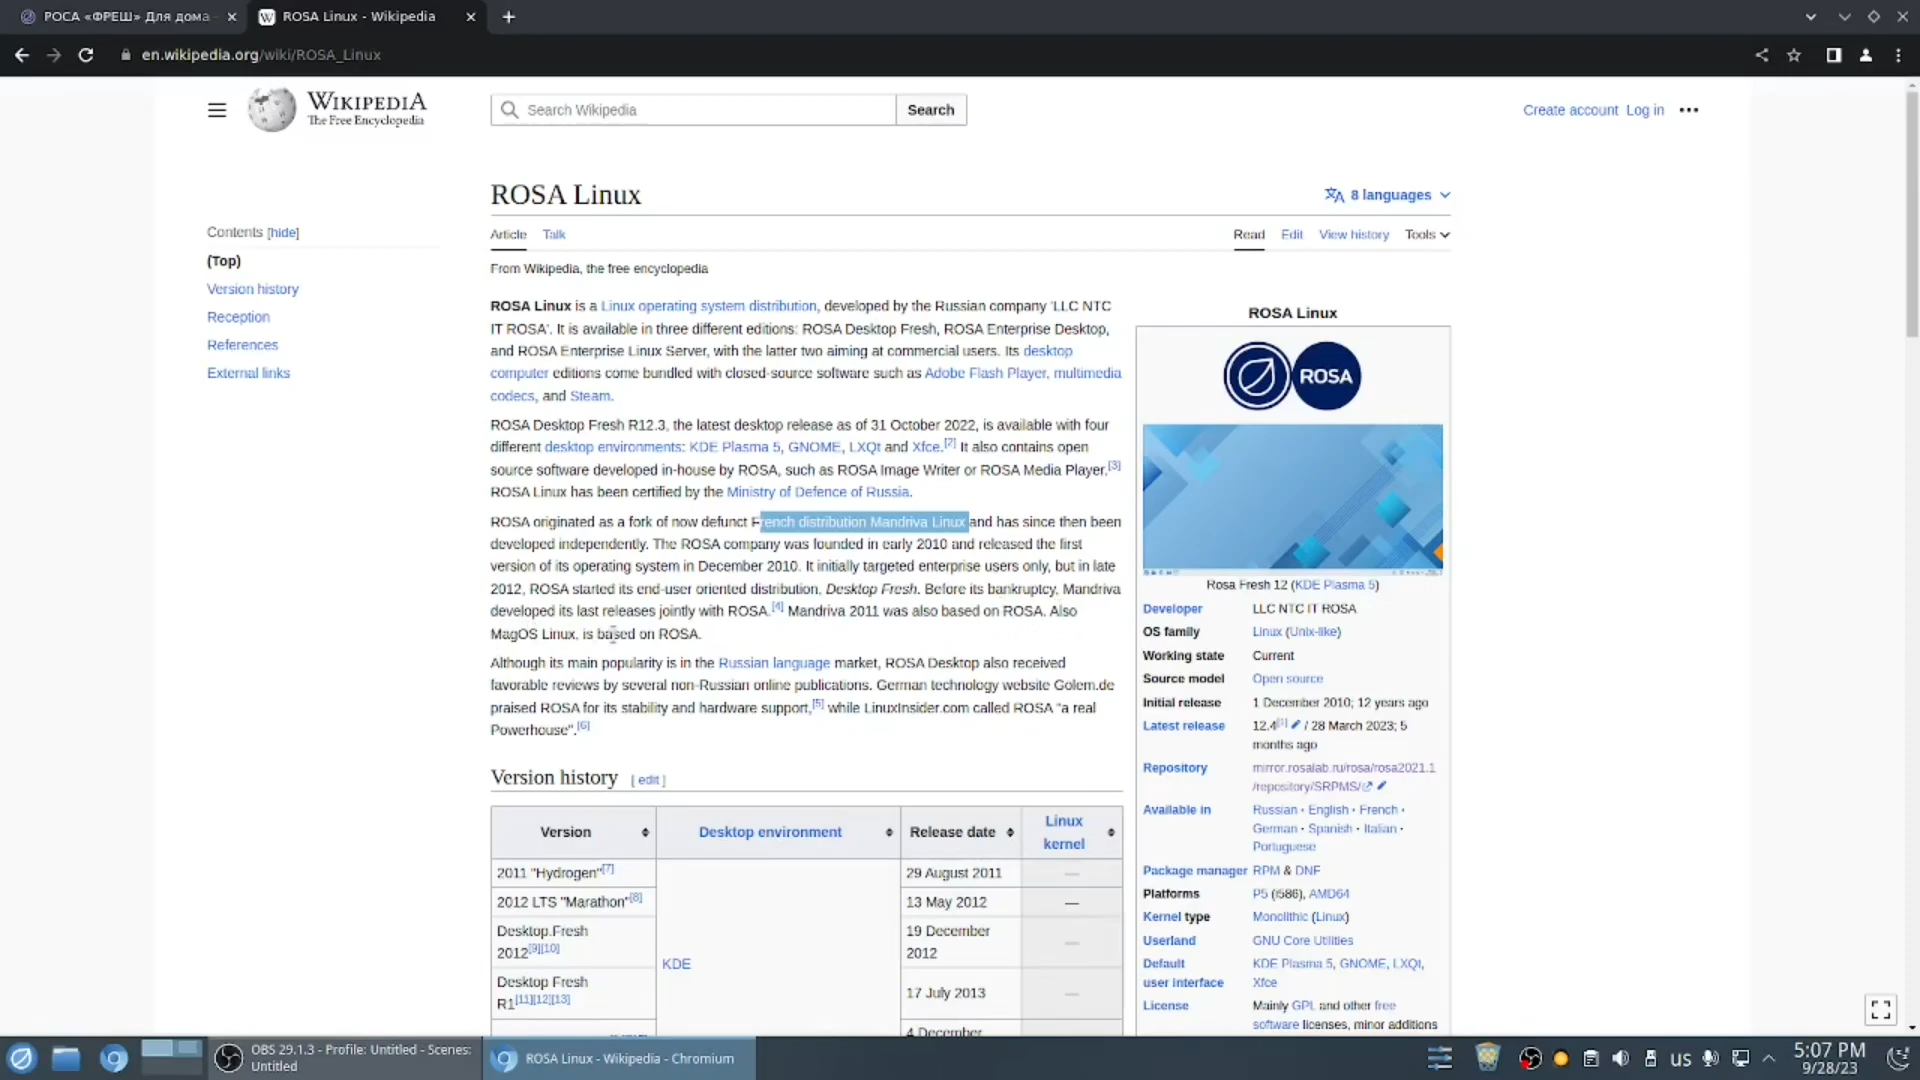 РОСА «ФРЕШ» Для дома
ROSA Linux - Wikipedia
en.wikipedia.org/wiki/ROSA_Linux
WIKIPEDIA
The Free Encyclopedia
Search Wikipedia
Search
Create account Log in
ROSA Linux
8 languages
Contents [hide]
(Top)
Version history
Reception
References
External links
Article Talk
Read Edit View history Tools
From Wikipedia, the free encyclopedia
ROSA Linux is a Linux operating system distribution, developed by the Russian company 'LLC NTC
IT ROSA'. It is available in three different editions: ROSA Desktop Fresh, ROSA Enterprise Desktop,
and ROSA Enterprise Linux Server, with the latter two aiming at commercial users. Its desktop
computer editions come bundled with closed-source software such as Adobe Flash Player, multimedia
codecs, and Steam.
ROSA Desktop Fresh R12.3, the latest desktop release as of 31 October 2022, is available with four
different desktop environments: KDE Plasma 5, GNOME, LXQt and Xfce.[2] It also contains open
source software developed in-house by ROSA, such as ROSA Image Writer or ROSA Media Player,[3]
ROSA Linux has been certified by the Ministry of Defence of Russia.
ROSA originated as a fork of now defunct French distribution Mandriva Linux and has since then been
developed independently. The ROSA company was founded in early 2010 and released the first
version of its operating system in December 2010. It initially targeted enterprise users only, but in late
2012, ROSA started its end-user oriented distribution, Desktop Fresh. Before its bankruptcy, Mandriva
developed its last releases jointly with ROSA.[4] Mandriva 2011 was also based on ROSA. Also
MagOS Linux, is based on ROSA.
Although its main popularity is in the Russian language market, ROSA Desktop also received
favorable reviews by several non-Russian online publications. German technology website Golem.de
praised ROSA for its stability and hardware support,[5] while LinuxInsider.com called ROSA "a real
Powerhouse".[6]
Version history [ edit ]
Version Desktop environment Release date Linux
kernel
2011 "Hydrogen"[7] 29 August 2011 —
2012 LTS "Marathon"[8] 13 May 2012 —
Desktop.Fresh
2012[9][10]
19 December
2012
—
KDE
Desktop Fresh
R1[11][12][13]
17 July 2013 —
4 December
ROSA Linux
ROSA
Rosa Fresh 12 (KDE Plasma 5)
Developer LLC NTC IT ROSA
OS family Linux (Unix-like)
Working state Current
Source model Open source
Initial release 1 December 2010; 12 years ago
Latest release 12.4[1] / 28 March 2023; 5
months ago
Repository mirror.rosalab.ru/rosa/rosa2021.1
/repository/SRPMS/
Available in Russian · English · French ·
German · Spanish · Italian ·
Portuguese
Package manager RPM & DNF
Platforms P5 (i586), AMD64
Kernel type Monolithic (Linux)
Userland GNU Core Utilities
Default
user interface
KDE Plasma 5, GNOME, LXQt,
Xfce
License Mainly GPL and other free
software licenses, minor additions
OBS 29.1.3 - Profile: Untitled - Scenes:
Untitled
ROSA Linux - Wikipedia - Chromium
us
5:07 PM
9/28/23